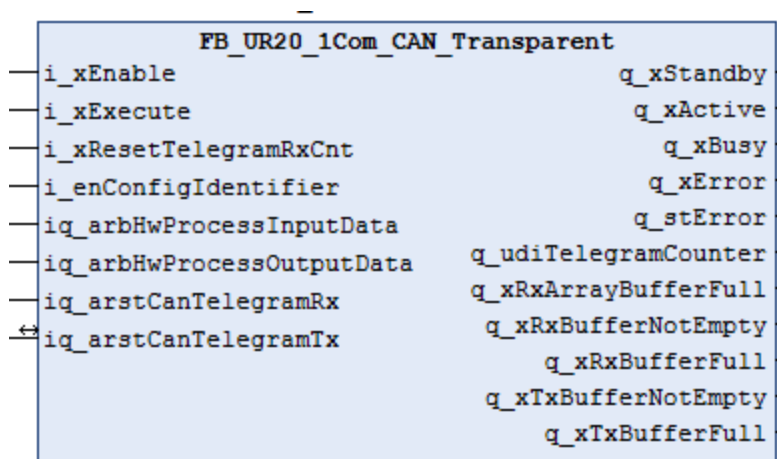 FB_UR20_1Com_CAN_Transparent
i_xEnable
i_xExecute
i_xResetTelegramRxCnt
i_enConfigIdentifier
iq_arbHwProcessInputData
iq_arbHwProcessOutputData
iq_arstCanTelegramRx
iq_arstCanTelegramTx
q_xStandby
q_xActive
q_xBusy
q_xError
q_stError
q_udiTelegramCounter
q_xRxArrayBufferFull
q_xRxBufferNotEmpty
q_xRxBufferFull
q_xTxBufferNotEmpty
q_xTxBufferFull